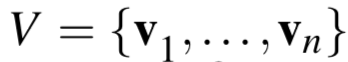 V = {v₁,...,vₙ}